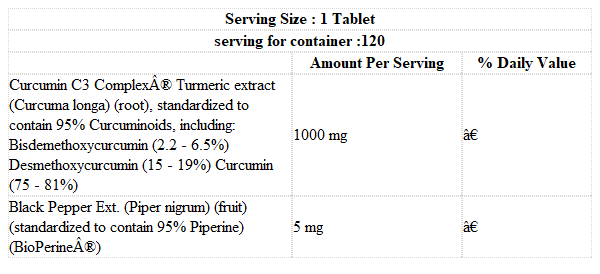 Serving Size : 1 Tablet
serving for container :120
Amount Per Serving % Daily Value
Curcumin C3 ComplexÂ® Turmeric extract
(Curcuma longa) (root), standardized to
contain 95% Curcuminoids, including:
Bisdemethoxycurcumin (2.2 - 6.5%)
Desmethoxycurcumin (15 - 19%) Curcumin
(75 - 81%)
1000 mg â€
Black Pepper Ext. (Piper nigrum) (fruit)
(standardized to contain 95% Piperine)
(BioPerineÂ®)
5 mg â€